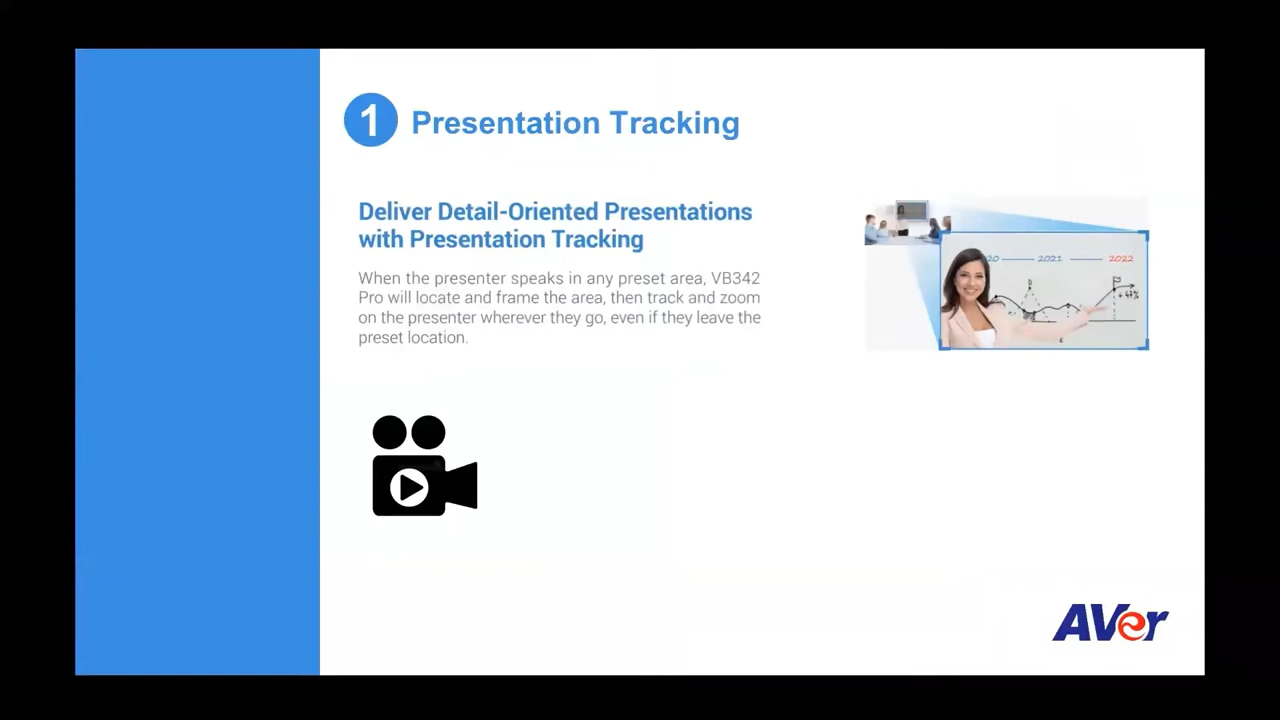 1 Presentation Tracking
Deliver Detail-Oriented Presentations
with Presentation Tracking
When the presenter speaks in any preset area, VB342
Pro will locate and frame the area, then track and zoom
on the presenter wherever they go, even if they leave the
preset location.
20 2021 2022
AVer